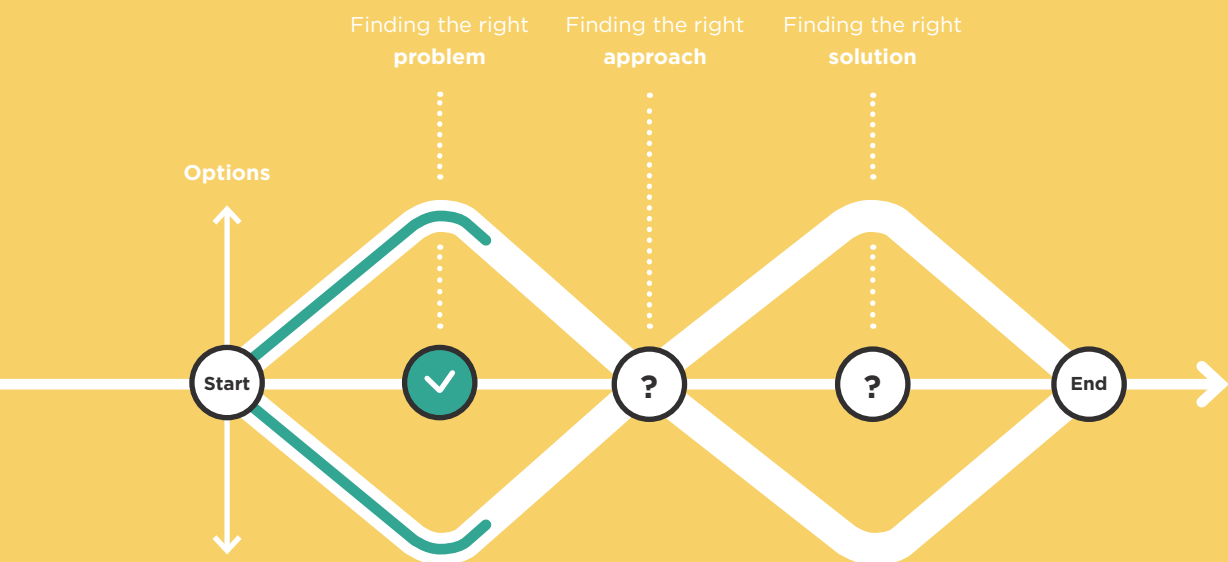 Finding the right
problem
Finding the right
approach
Finding the right
solution
Options
Start
?
?
End